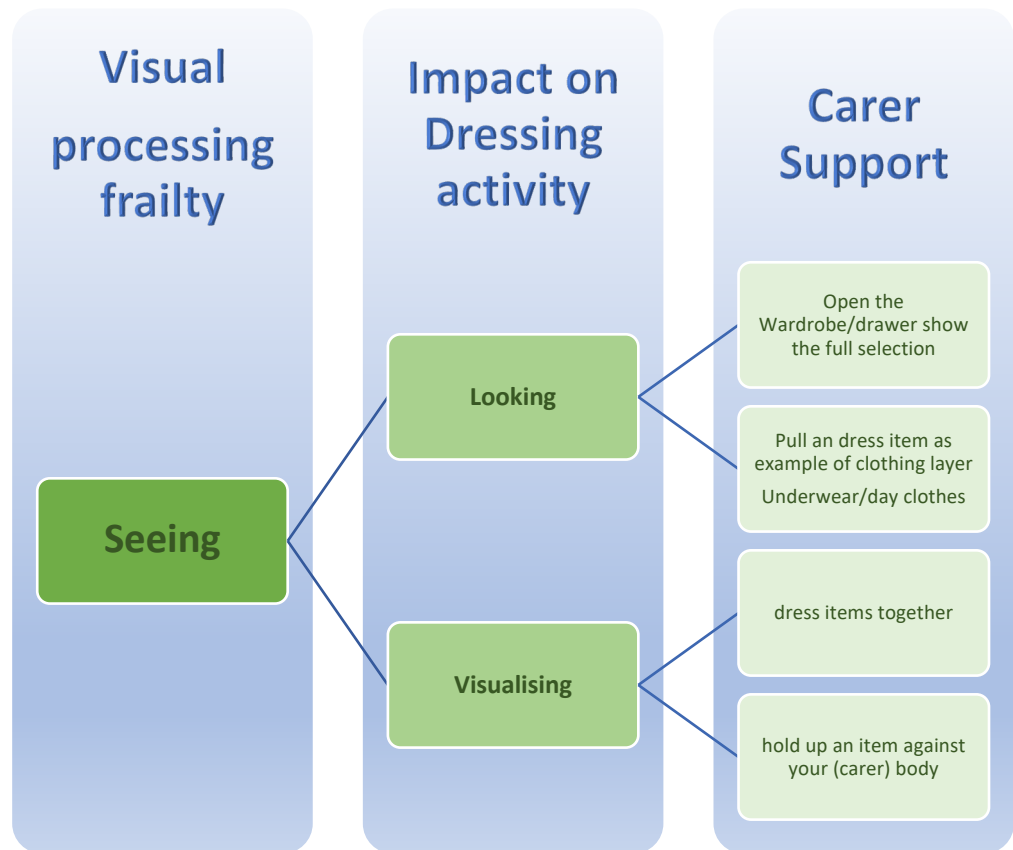 Visual
processing
frailty
Impact on
Dressing
activity
Carer
Support
Seeing
Looking
Visualising
Open the
Wardrobe/drawer show
the full selection
Pull an dress item as
example of clothing layer
Underwear/day clothes
dress items together
hold up an item against
your (carer) body